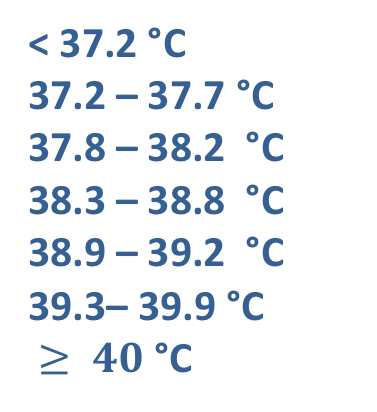 < 37.2 °C
37.2 – 37.7 °C
37.8 – 38.2  °C
38.3 – 38.8  °C
38.9 – 39.2  °C
39.3– 39.9 °C
≥ 40 °C